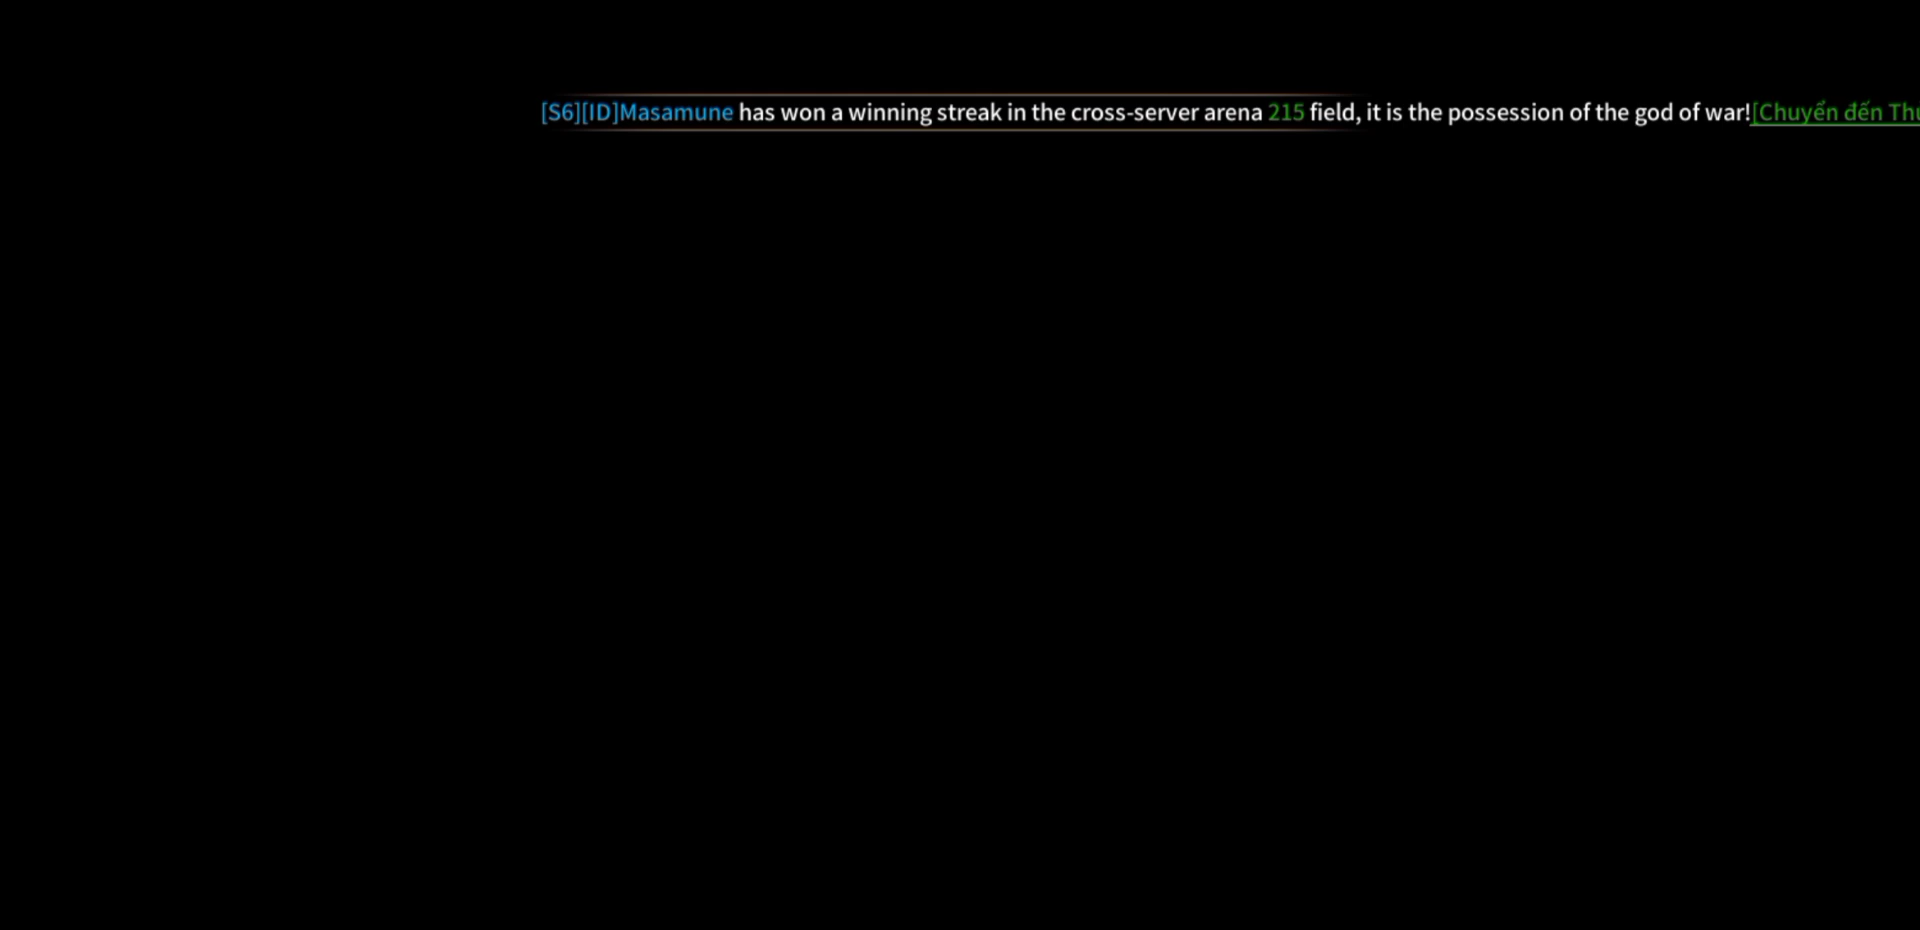 [S6][ID]Masamune has won a winning streak in the cross-server arena 215 field, it is the possession of the god of war![Chuyển đến